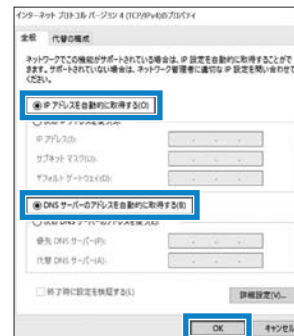 インターネット プロトコル バージョン 4 (TCP/IPv4)のプロパティ
全般 代替の構成
ネットワークでこの機能がサポートされている場合は、IP 設定を自動的に取得することがで
きます。サポートされていない場合は、ネットワーク管理者に適切な IP 設定を問い合わせて
ください。
IP アドレスを自動的に取得する(O)
IP アドレス(I):
サブネット マスク(U):
デフォルト ゲートウェイ(D):
DNS サーバーのアドレスを自動的に取得する(B)
優先 DNS サーバー(P):
代替 DNS サーバー(A):
終了時に設定を検証する(L)
詳細設定(V)...
OK キャンセル